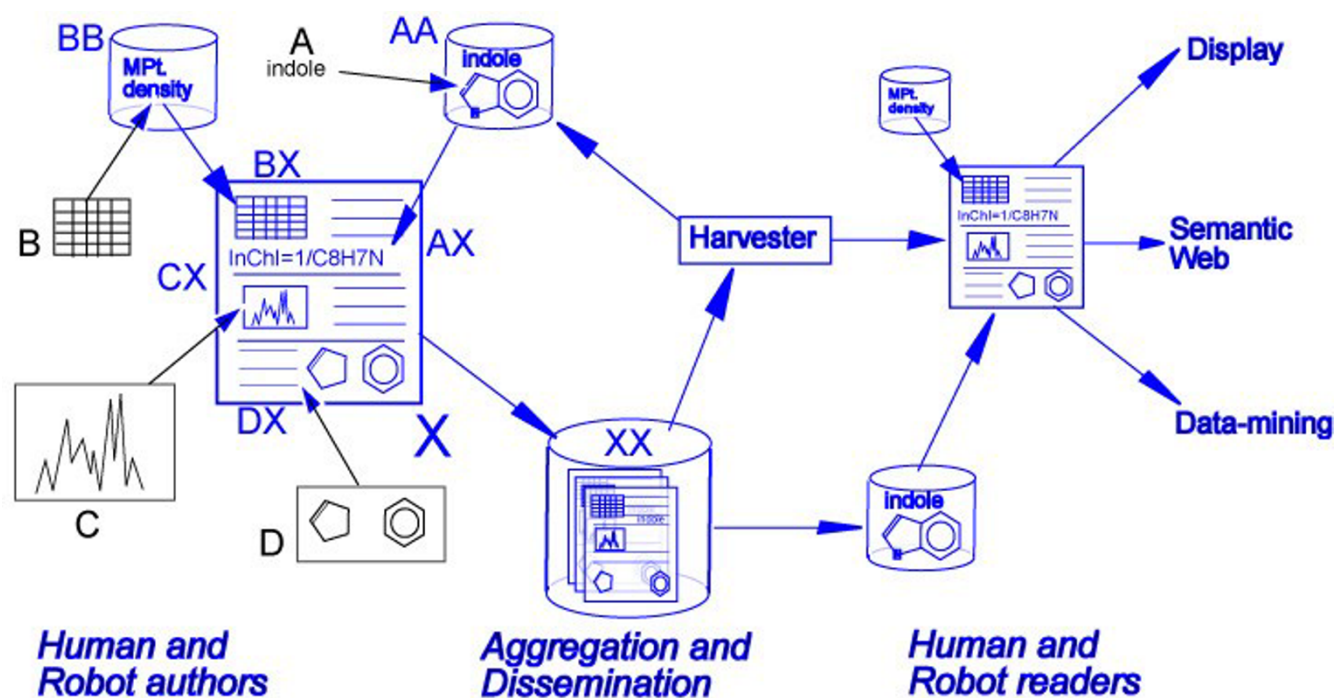 BB
MPt.
density
A
indole
AA
indole
B
BX
InChI=1/C8H7N
AX
CX
DX
X
C
D
XX
indole
Harvester
MPt.
density
InChI=1/C8H7N
indole
Display
Semantic
Web
Data-mining
Human and
Robot authors
Aggregation and
Dissemination
Human and
Robot readers